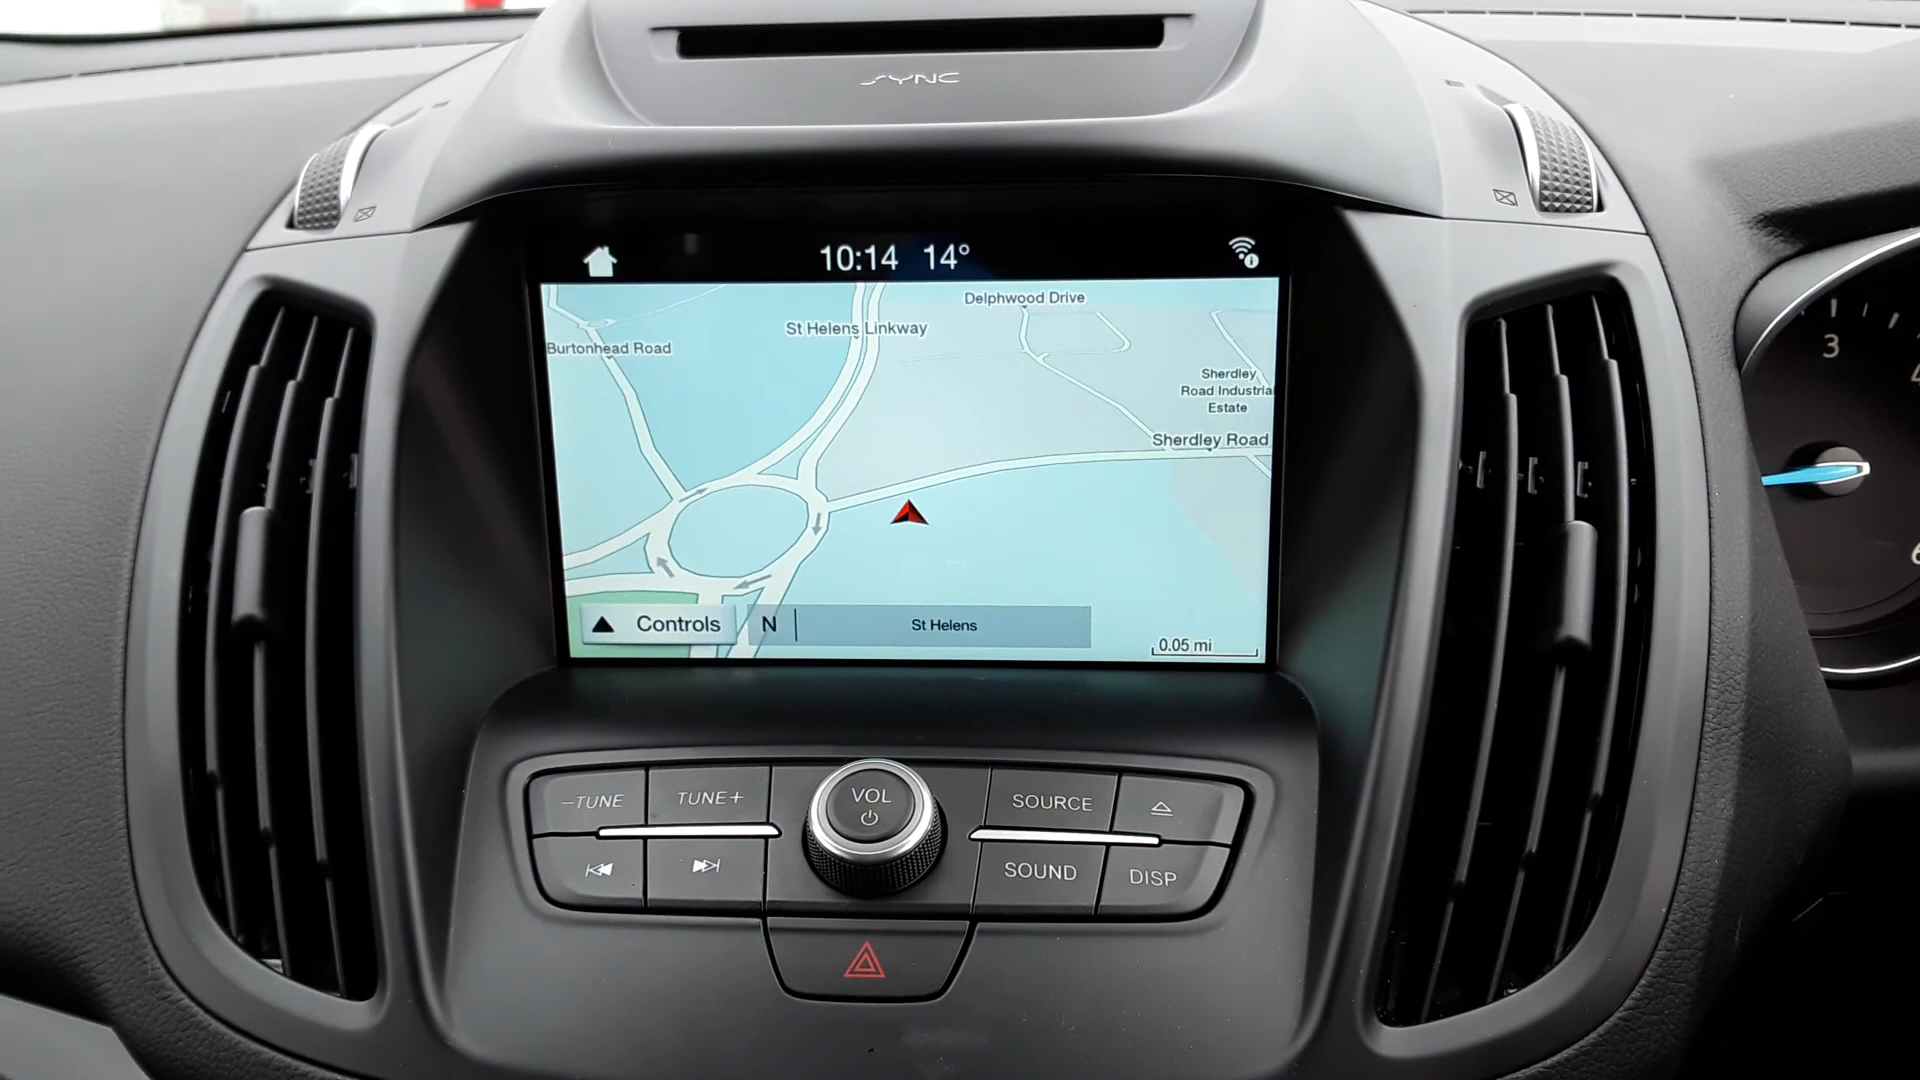 SYNC
10:14 14°
Delphwood Drive
St Helens Linkway
Burtonhead Road
Sherdley
Road Industrial
Estate
Sherdley Road
Controls
N
St Helens
0.05 mi
3
-TUNE
TUNE+
VOL
SOURCE
SOUND
DISP